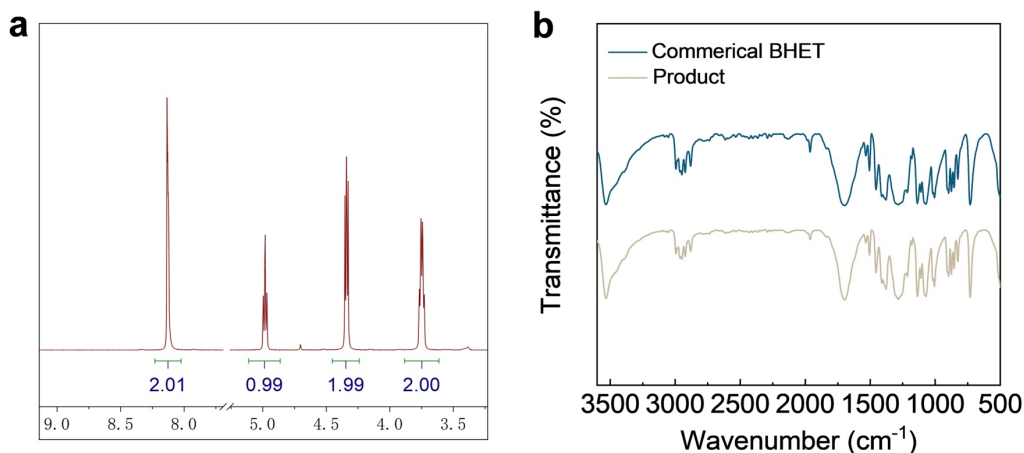 a
2.01 0.99 1.99 2.00
9.0 8.5 8.0 5.0 4.5 4.0 3.5
b
Commerical BHET
Product
Transmittance (%)
3500 3000 2500 2000 1500 1000 500
Wavenumber (cm-1)